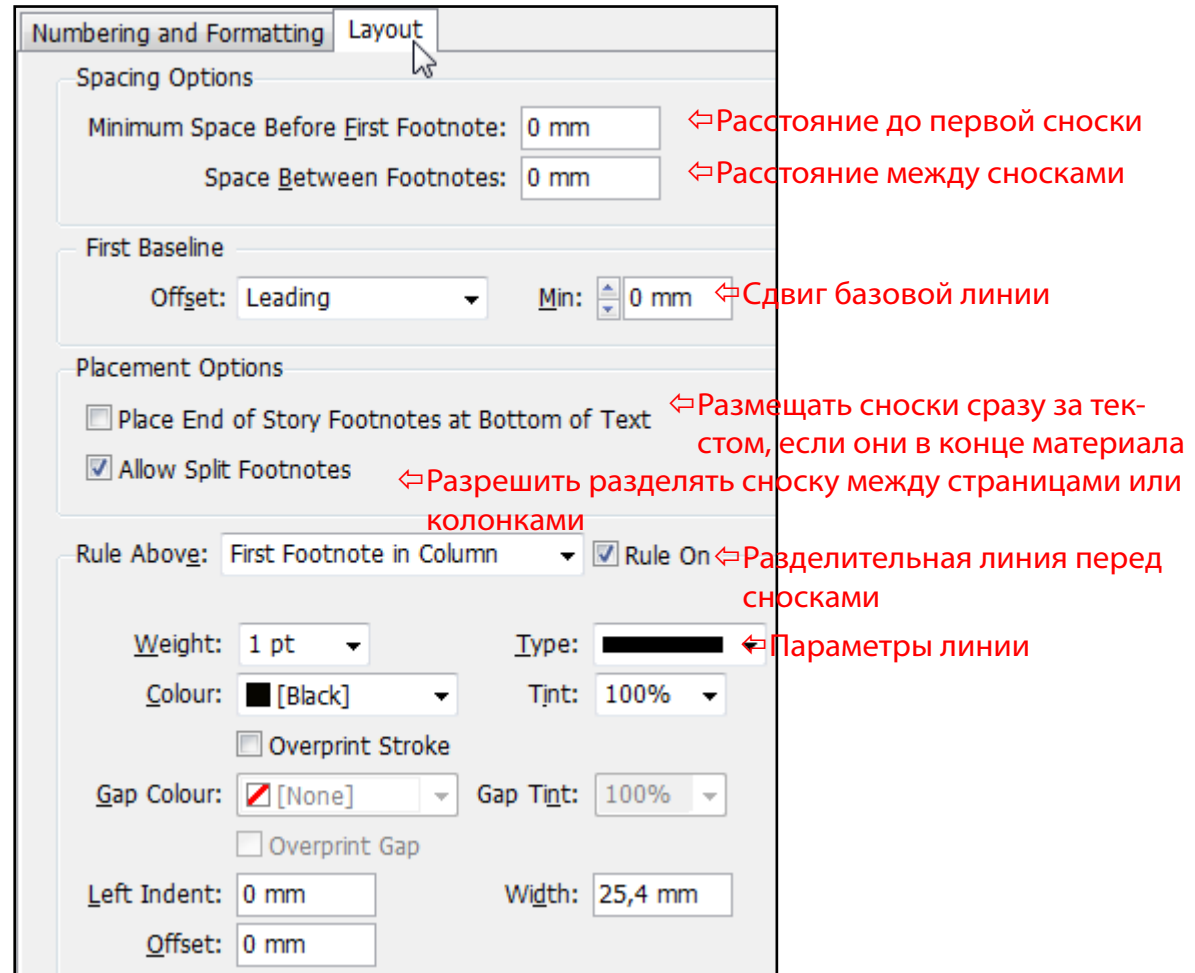 Numbering and Formatting Layout
Spacing Options
Minimum Space Before First Footnote: 0 mm ⇦Расстояние до первой сноски
Space Between Footnotes: 0 mm ⇦Расстояние между сносками
First Baseline
Offset: Leading Min: 0 mm ⇦Сдвиг базовой линии
Placement Options
Place End of Story Footnotes at Bottom of Text ⇦Размещать сноски сразу за тек-
стом, если они в конце материала
Allow Split Footnotes ⇦Разрешить разделять сноску между страницами или
колонками
Rule Above: First Footnote in Column Rule On ⇦Разделительная линия перед
сносками
Weight: 1 pt Type: ⇦Параметры линии
Colour: [Black] Tint: 100%
Overprint Stroke
Gap Colour: [None] Gap Tint: 100%
Overprint Gap
Left Indent: 0 mm Width: 25,4 mm
Offset: 0 mm